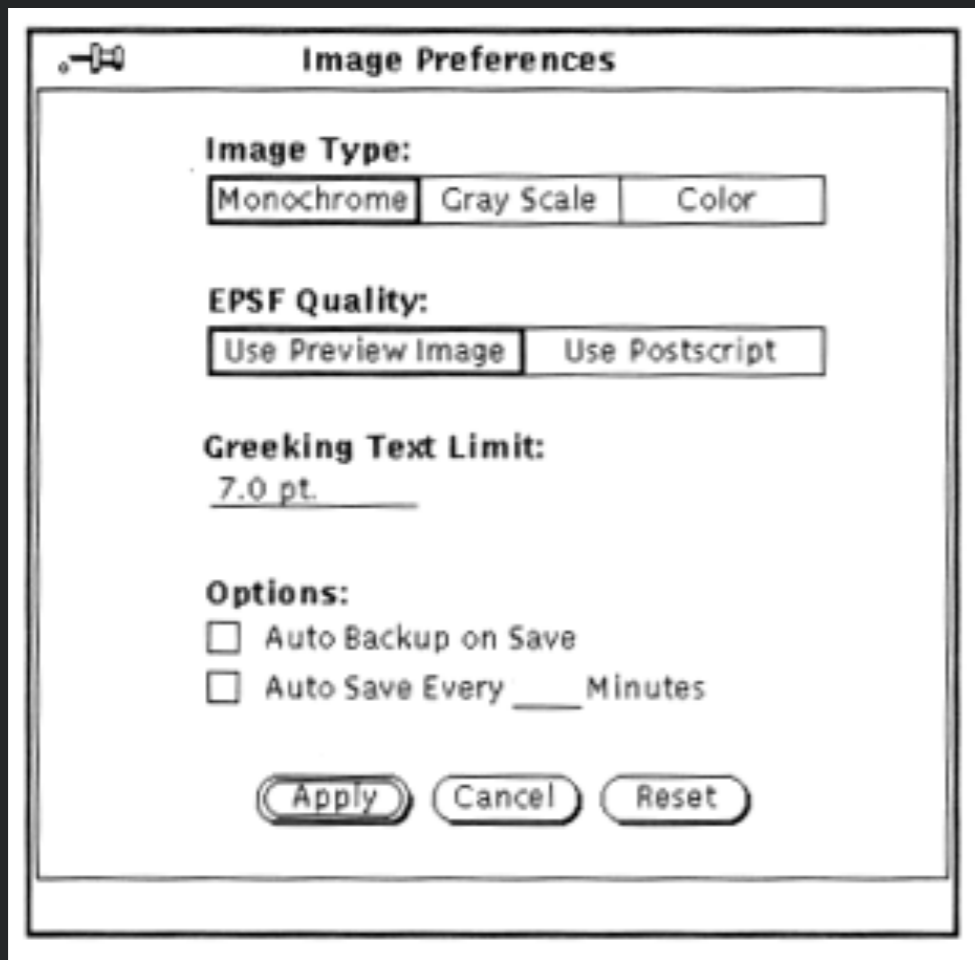 Image Preferences
Image Type:
Monochrome Gray Scale Color
EPSF Quality:
Use Preview Image Use Postscript
Greeking Text Limit:
7.0 pt.
Options:
Auto Backup on Save
Auto Save Every ____ Minutes
Apply Cancel Reset